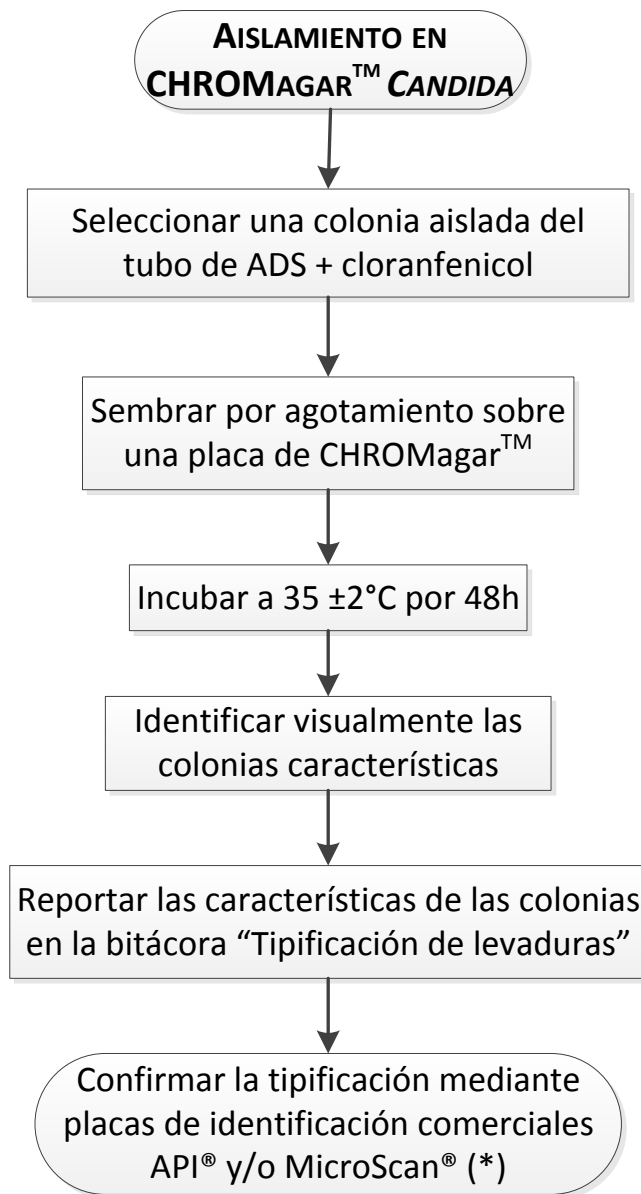 AISLAMIENTO EN
CHROMAGAR™ CANDIDA
Seleccionar una colonia aislada del
tubo de ADS + cloranfenicol
Sembrar por agotamiento sobre
una placa de CHROMagar™
Incubar a 35 ±2°C por 48h
Identificar visualmente las
colonias características
Reportar las características de las colonias
en la bitácora “Tipificación de levaduras”
Confirmar la tipificación mediante
placas de identificación comerciales
API® y/o MicroScan® (*)